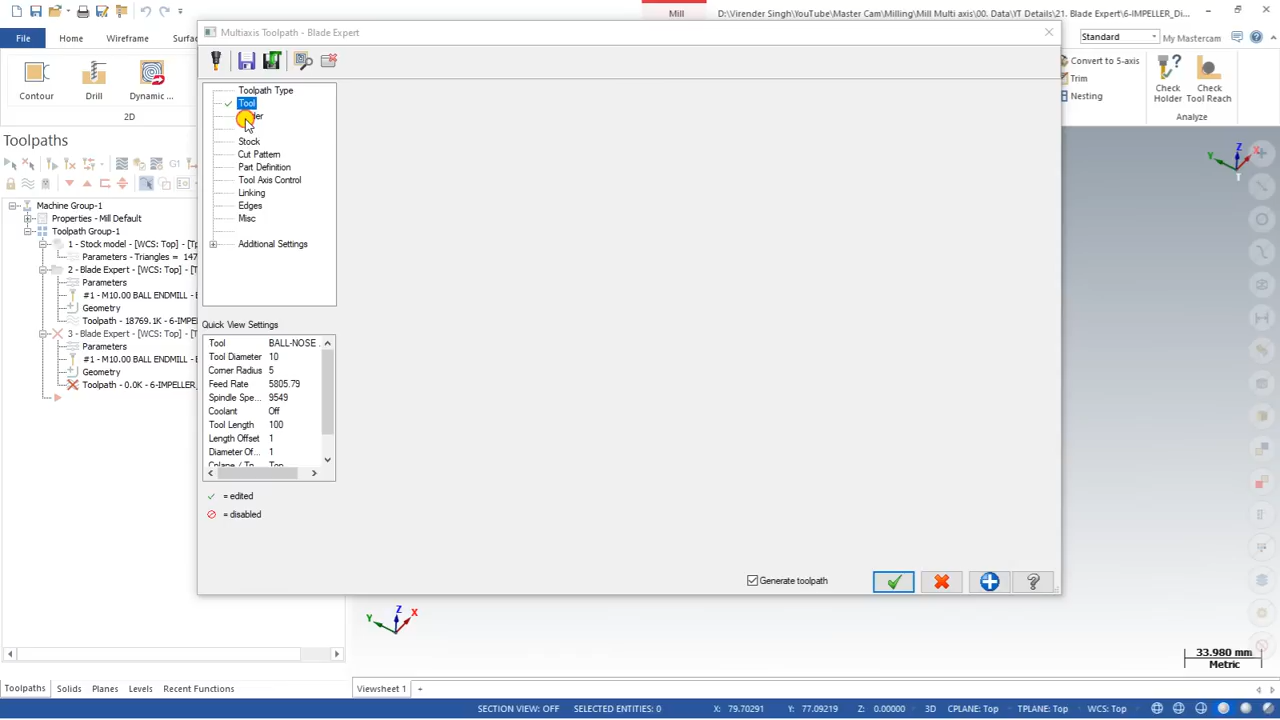 Mill
D:\Virender Singh\YouTube\Master Cam\Milling\Mill Multi axis\00. Data\YT Details\21. Blade Expert\6-IMPELLER_Di...
File
Home
Wireframe
Surfa
Standard
My Mastercam
Contour
Drill
Dynamic ...
2D
Convert to 5-axis
Trim
Nesting
Check Holder
Check Tool Reach
Analyze
Multiaxis Toolpath - Blade Expert
Toolpaths
G1
Machine Group-1
Properties - Mill Default
Toolpath Group-1
1 - Stock model - [WCS: Top] - [Tp
Parameters - Triangles = 147
2 - Blade Expert - [WCS: Top] - [Tp
Parameters
#1 - M10.00 BALL ENDMILL -
Geometry
Toolpath - 18769.1K - 6-IMP
3 - Blade Expert - [WCS: Top] - [Tp
Parameters
#1 - M10.00 BALL ENDMILL -
Geometry
Toolpath - 0.0K - 6-IMPELLER_
Toolpath Type
Tool
Stock
Cut Pattern
Part Definition
Tool Axis Control
Linking
Edges
Misc
Additional Settings
Quick View Settings
Tool BALL-NOSE ...
Tool Diameter 10
Corner Radius 5
Feed Rate 5805.79
Spindle Spe... 9549
Coolant Off
Tool Length 100
Length Offset 1
Diameter Of... 1
Cplane / Tp... Top
= edited
= disabled
Generate toolpath
Z
Y
X
T
Z
X
Y
33.980 mm
Metric
Toolpaths
Solids
Planes
Levels
Recent Functions
Viewsheet 1
+
SECTION VIEW: OFF
SELECTED ENTITIES: 0
X: 79.70291
Y: 77.09219
Z: 0.00000
3D
CPLANE: Top
TPLANE: Top
WCS: Top